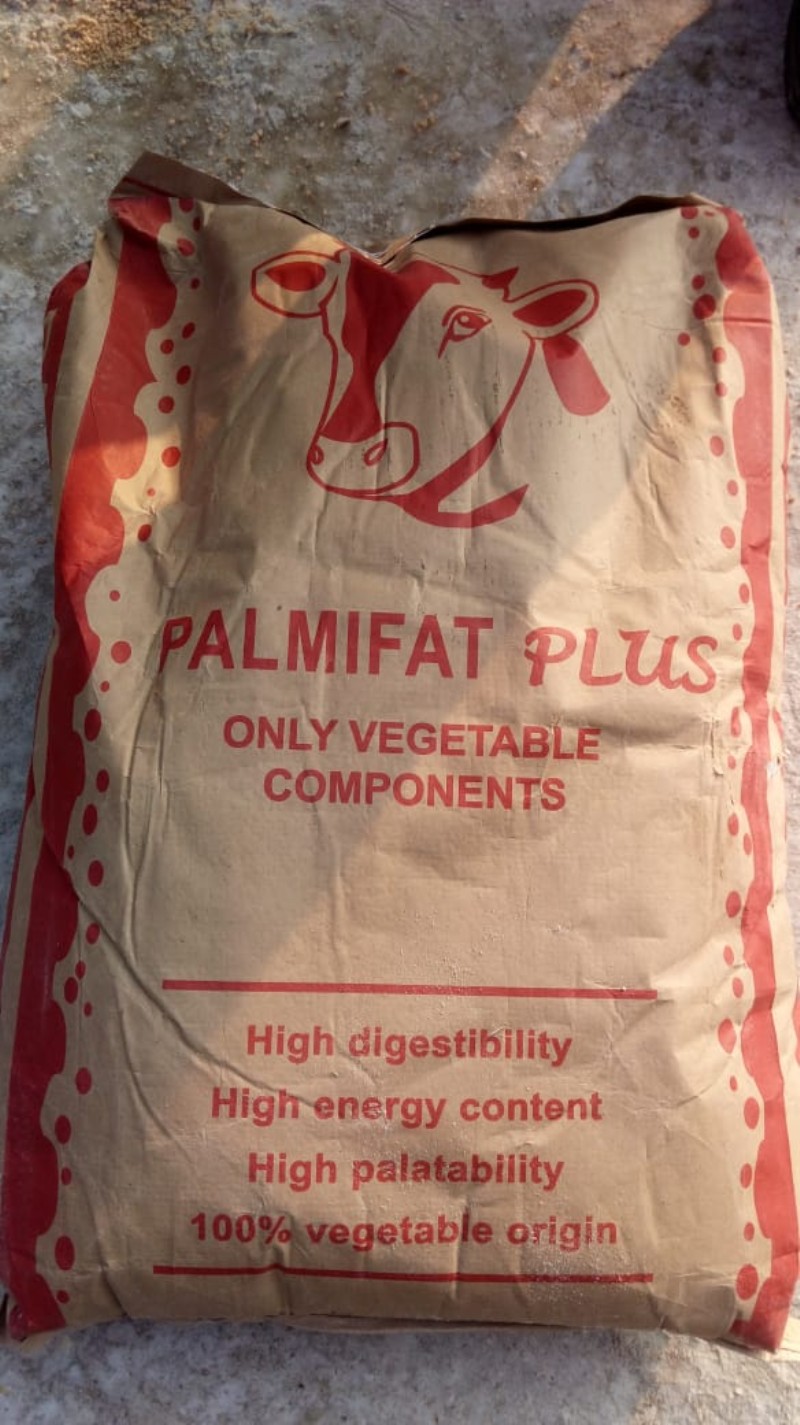 PALMIFAT PLUS
ONLY VEGETABLE
COMPONENTS
High digestibility
High energy content
High palatability
100% vegetable origin